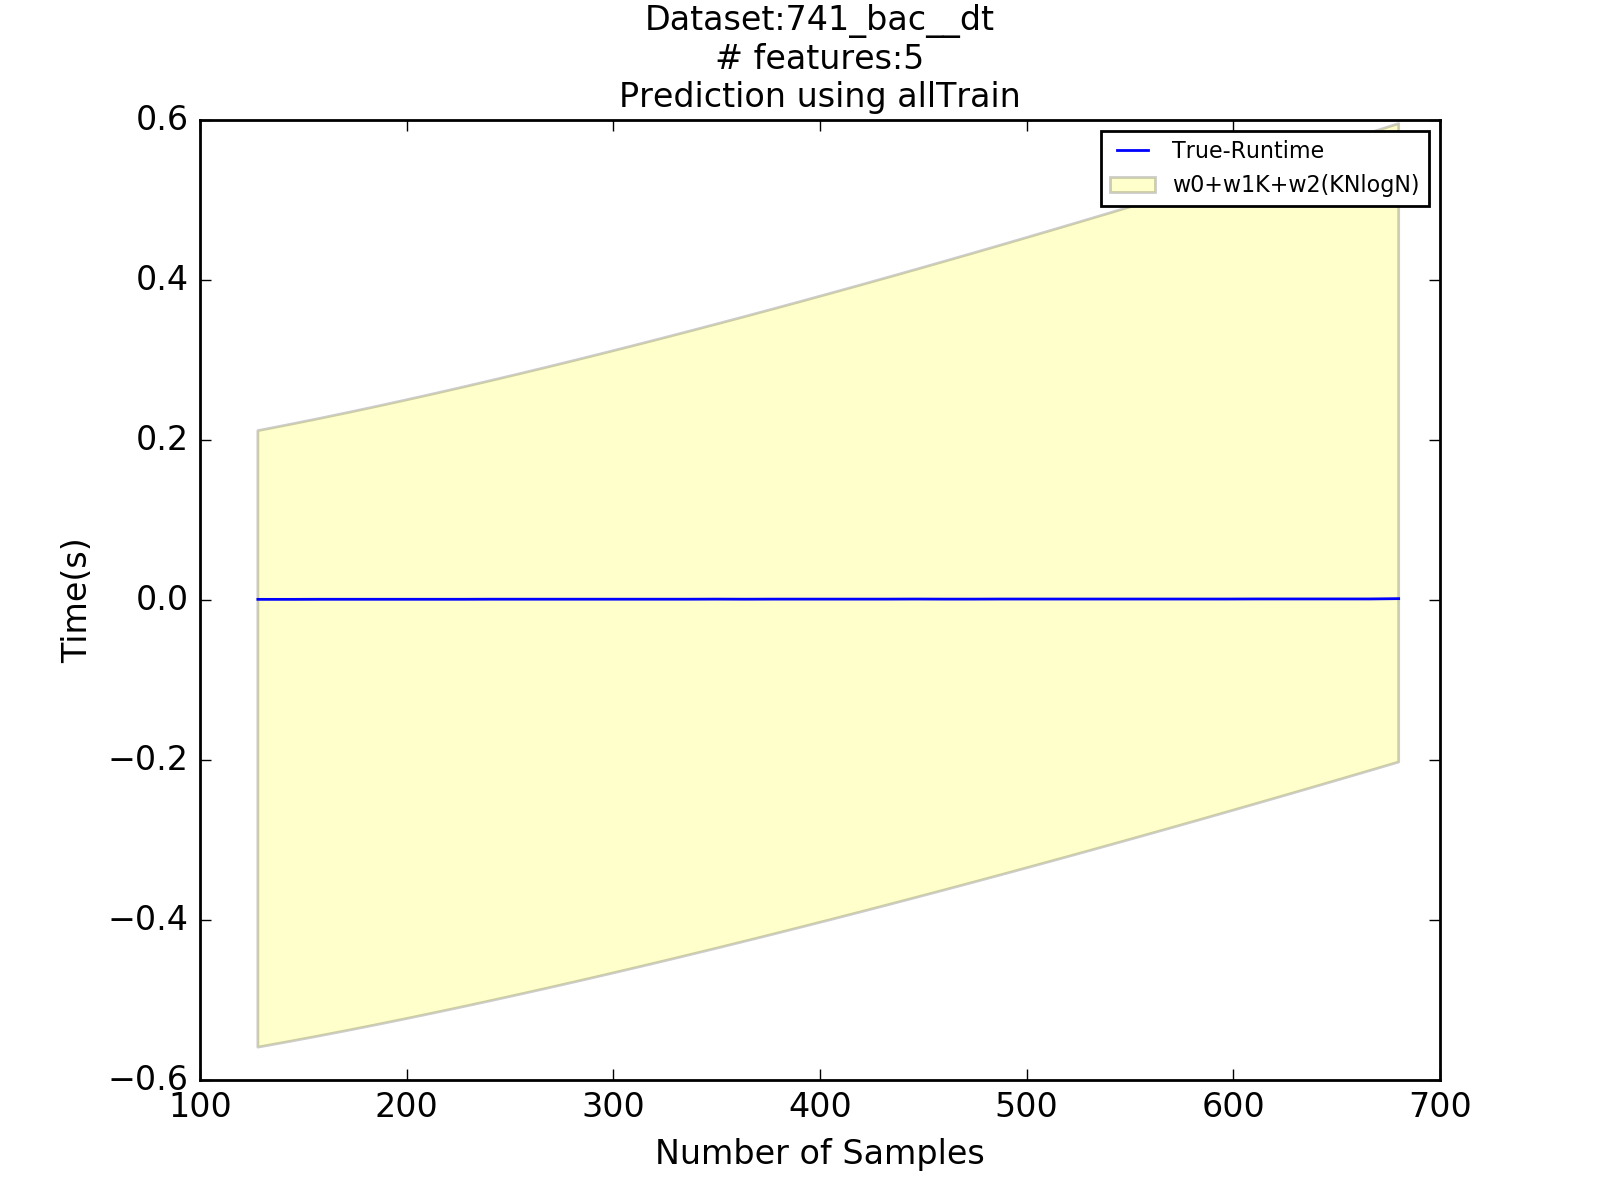 Dataset:741_bac__dt
# features:5
Prediction using allTrain
True-Runtime
w0+w1K+w2(KNlogN)
0.6
0.4
0.2
0.0
−0.2
−0.4
−0.6
Time(s)
100 200 300 400 500 600 700
Number of Samples